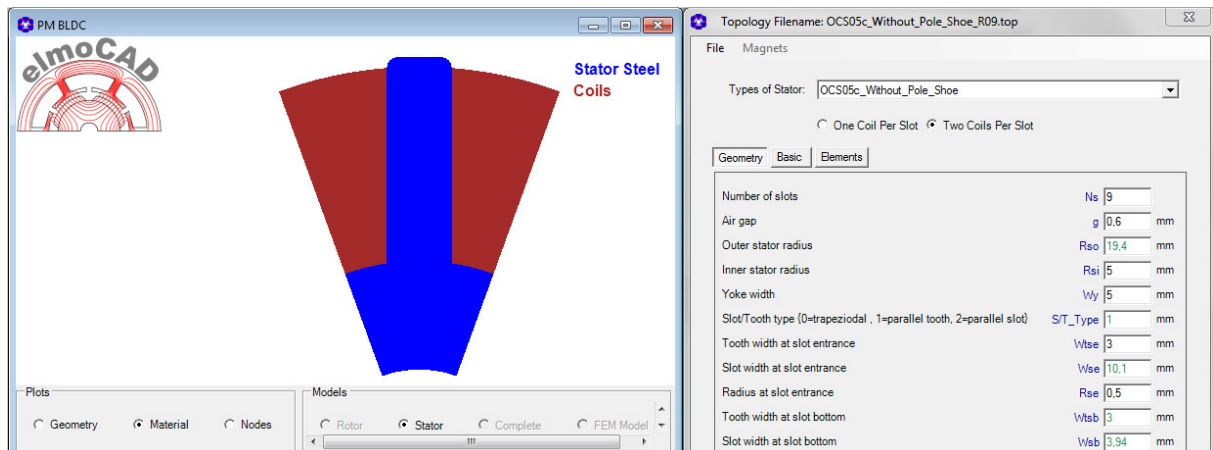 PM BLDC
elmoCAD
Stator Steel
Coils
Plots
Geometry Material Nodes
Models
Rotor Stator Complete FEM Model
Topology Filename: OCS05c_Without_Pole_Shoe_R09.top
File Magnets
Types of Stator: OCS05c_Without_Pole_Shoe
One Coil Per Slot Two Coils Per Slot
Geometry Basic Elements
Number of slots Ns 9
Air gap g 0,6 mm
Outer stator radius Rso 19,4 mm
Inner stator radius Rsi 5 mm
Yoke width Wy 5 mm
Slot/Tooth type {0=trapeziodal , 1=parallel tooth, 2=parallel slot} S/T_Type 1 mm
Tooth width at slot entrance Wtse 3 mm
Slot width at slot entrance Wse 10,1 mm
Radius at slot entrance Rse 0,5 mm
Tooth width at slot bottom Wtsb 3 mm
Slot width at slot bottom Wsb 3,94 mm